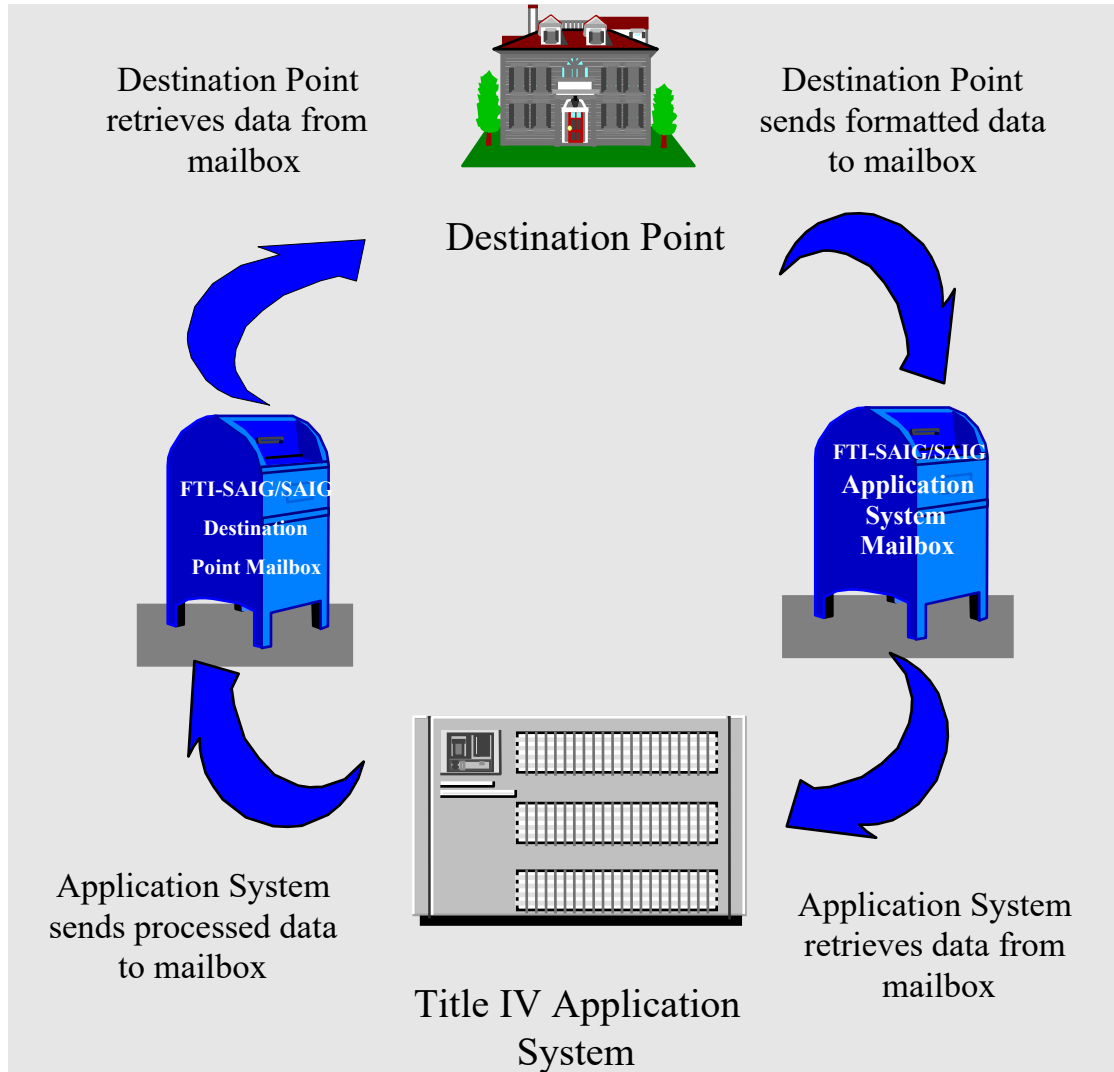 Destination Point
retrieves data from
mailbox
Destination Point
sends formatted data
to mailbox
Destination Point
FTI-SAIG/SAIG
Destination
Point Mailbox
FTI-SAIG/SAIG
Application
System
Mailbox
Application System
sends processed data
to mailbox
Application System
retrieves data from
mailbox
Title IV Application
System